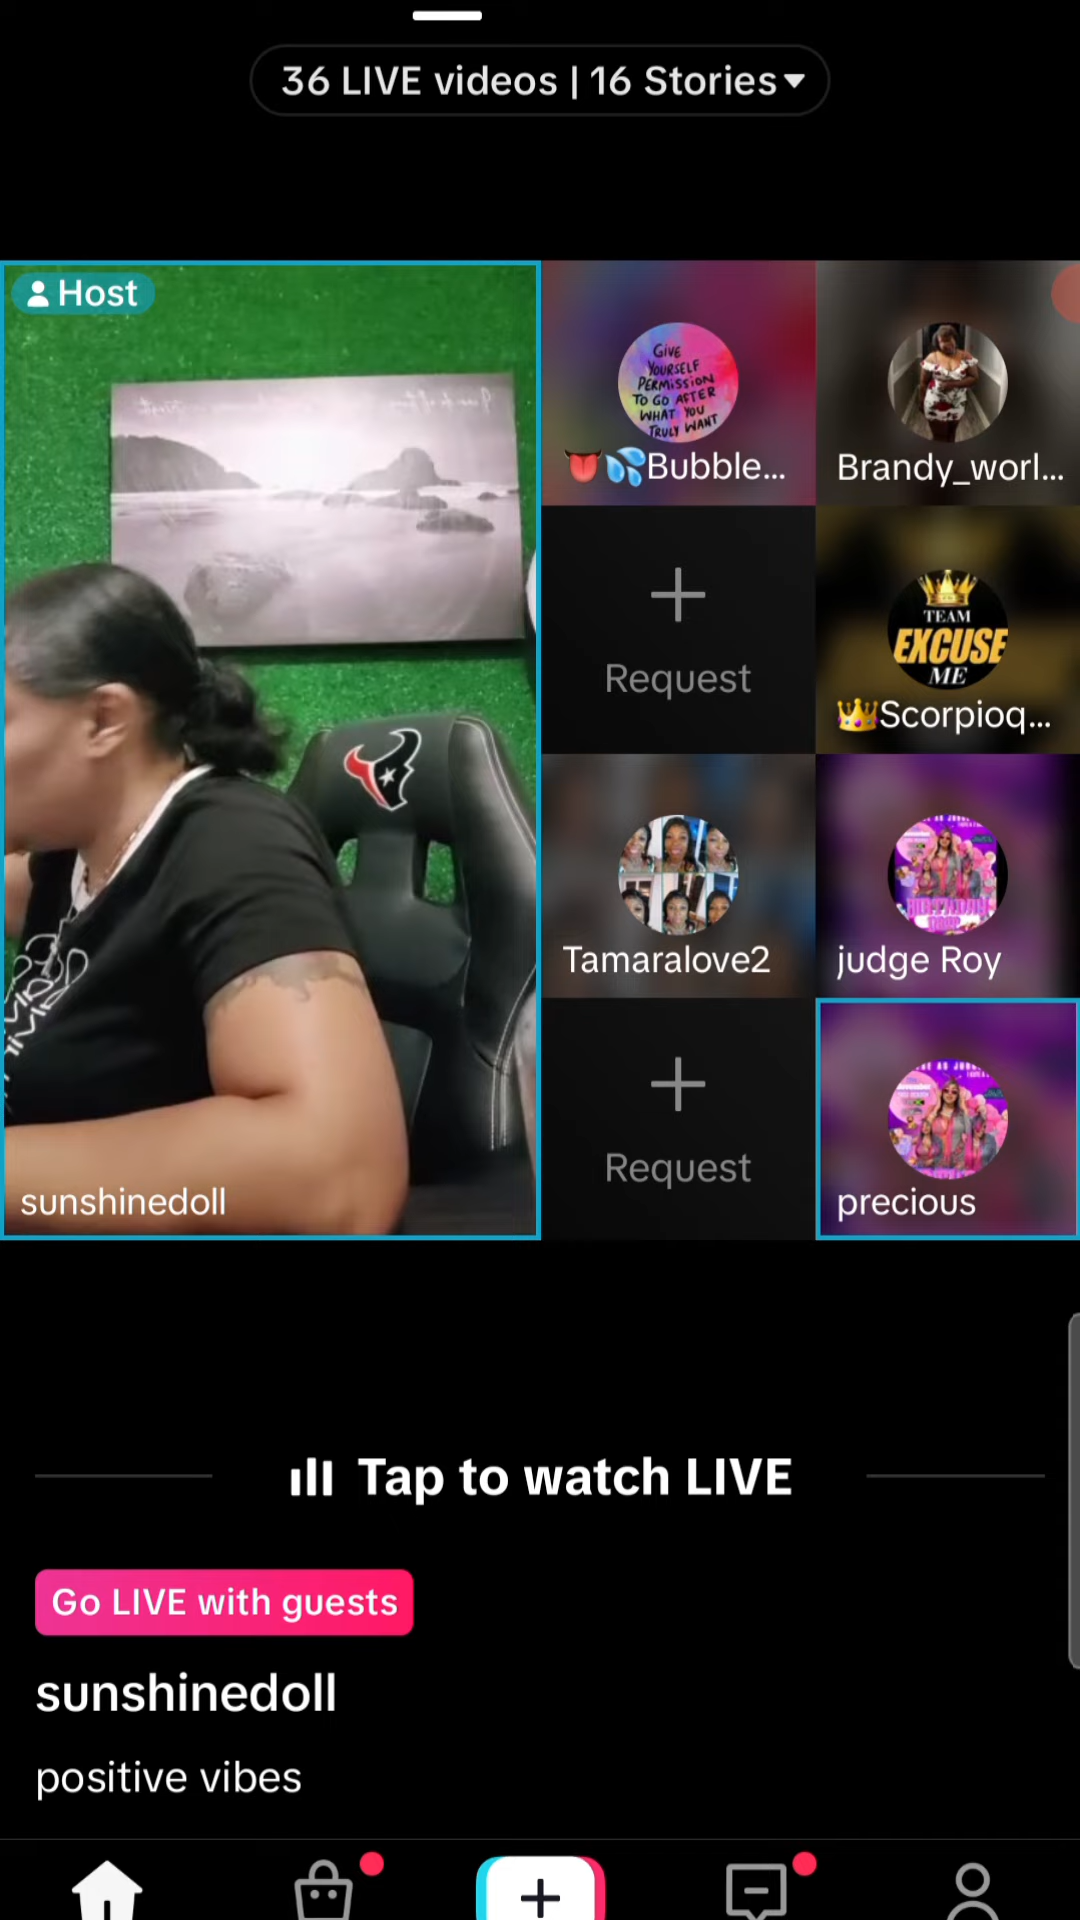 36 LIVE videos | 16 Stories
Host
sunshinedoll
GIVE
YOURSELF
PERMISSION
TO GO AFTER
WHAT YOU
TRULY WANT
👅💦Bubble...
Brandy_worl...
Request
TEAM
EXCUSE
ME
👑Scorpioq...
Tamaralove2
judge Roy
Request
precious
Tap to watch LIVE
Go LIVE with guests
sunshinedoll
positive vibes